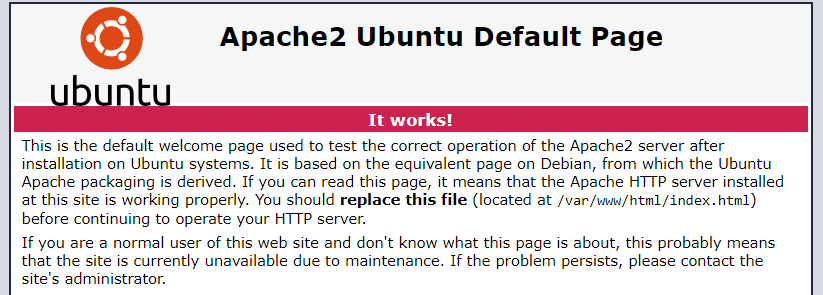 Apache2 Ubuntu Default Page
ubuntu
It works!
This is the default welcome page used to test the correct operation of the Apache2 server after
installation on Ubuntu systems. It is based on the equivalent page on Debian, from which the Ubuntu
Apache packaging is derived. If you can read this page, it means that the Apache HTTP server installed
at this site is working properly. You should replace this file (located at /var/www/html/index.html)
before continuing to operate your HTTP server.
If you are a normal user of this web site and don't know what this page is about, this probably means
that the site is currently unavailable due to maintenance. If the problem persists, please contact the
site's administrator.